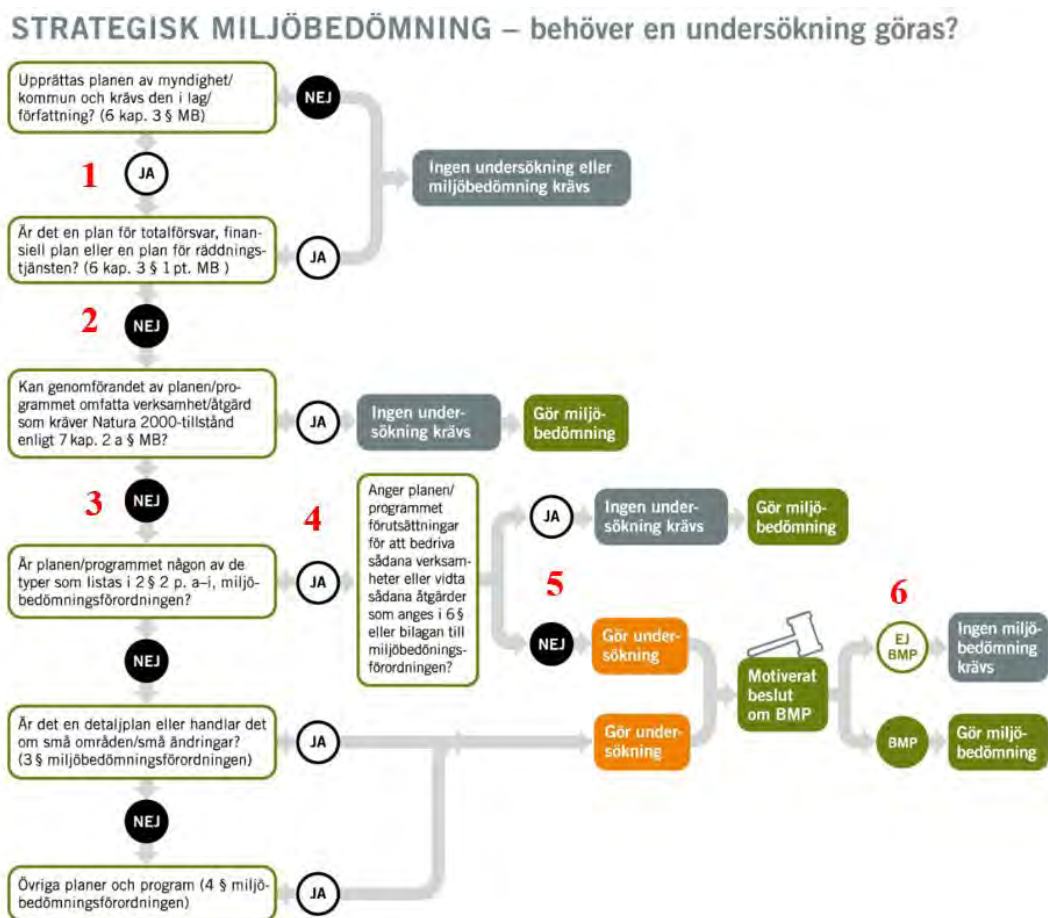 STRATEGISK MILJÖBEDÖMNING – behöver en undersökning göras?
Upprättas planen av myndighet/
kommun och krävs den i lag/
författning? (6 kap. 3 § MB)
NEJ
1
JA
Ingen undersökning eller
miljöbedömning krävs
Är det en plan för totalförsvar, finan-
siell plan eller en plan för räddnings-
tjänsten? (6 kap. 3 § 1 pt. MB )
JA
2
NEJ
Kan genomförandet av planen/pro-
grammet omfatta verksamhet/åtgärd
som kräver Natura 2000-tillstånd
enligt 7 kap. 2 a § MB?
JA
Ingen under-
sökning krävs
Gör miljö-
bedömning
3
NEJ
Är planen/programmet någon av de
typer som listas i 2 § 2 p. a–i, miljö-
bedömningsförordningen?
4
JA
Anger planen/
programmet
förutsättningar
för att bedriva
sådana verksam-
heter eller vidta
sådana åtgärder
som anges i 6 §
eller bilagan till
miljöbedönings-
förordningen?
JA
Ingen under-
sökning krävs
Gör miljö-
bedömning
5
NEJ
Gör under-
sökning
Motiverat
beslut
om BMP
6
EJ
BMP
Ingen miljö-
bedömning
krävs
BMP
Gör miljö-
bedömning
NEJ
Är det en detaljplan eller handlar det
om små områden/små ändringar?
(3 § miljöbedömningsförordningen)
JA
Gör under-
sökning
NEJ
Övriga planer och program (4 § miljö-
bedömningsförordningen)
JA